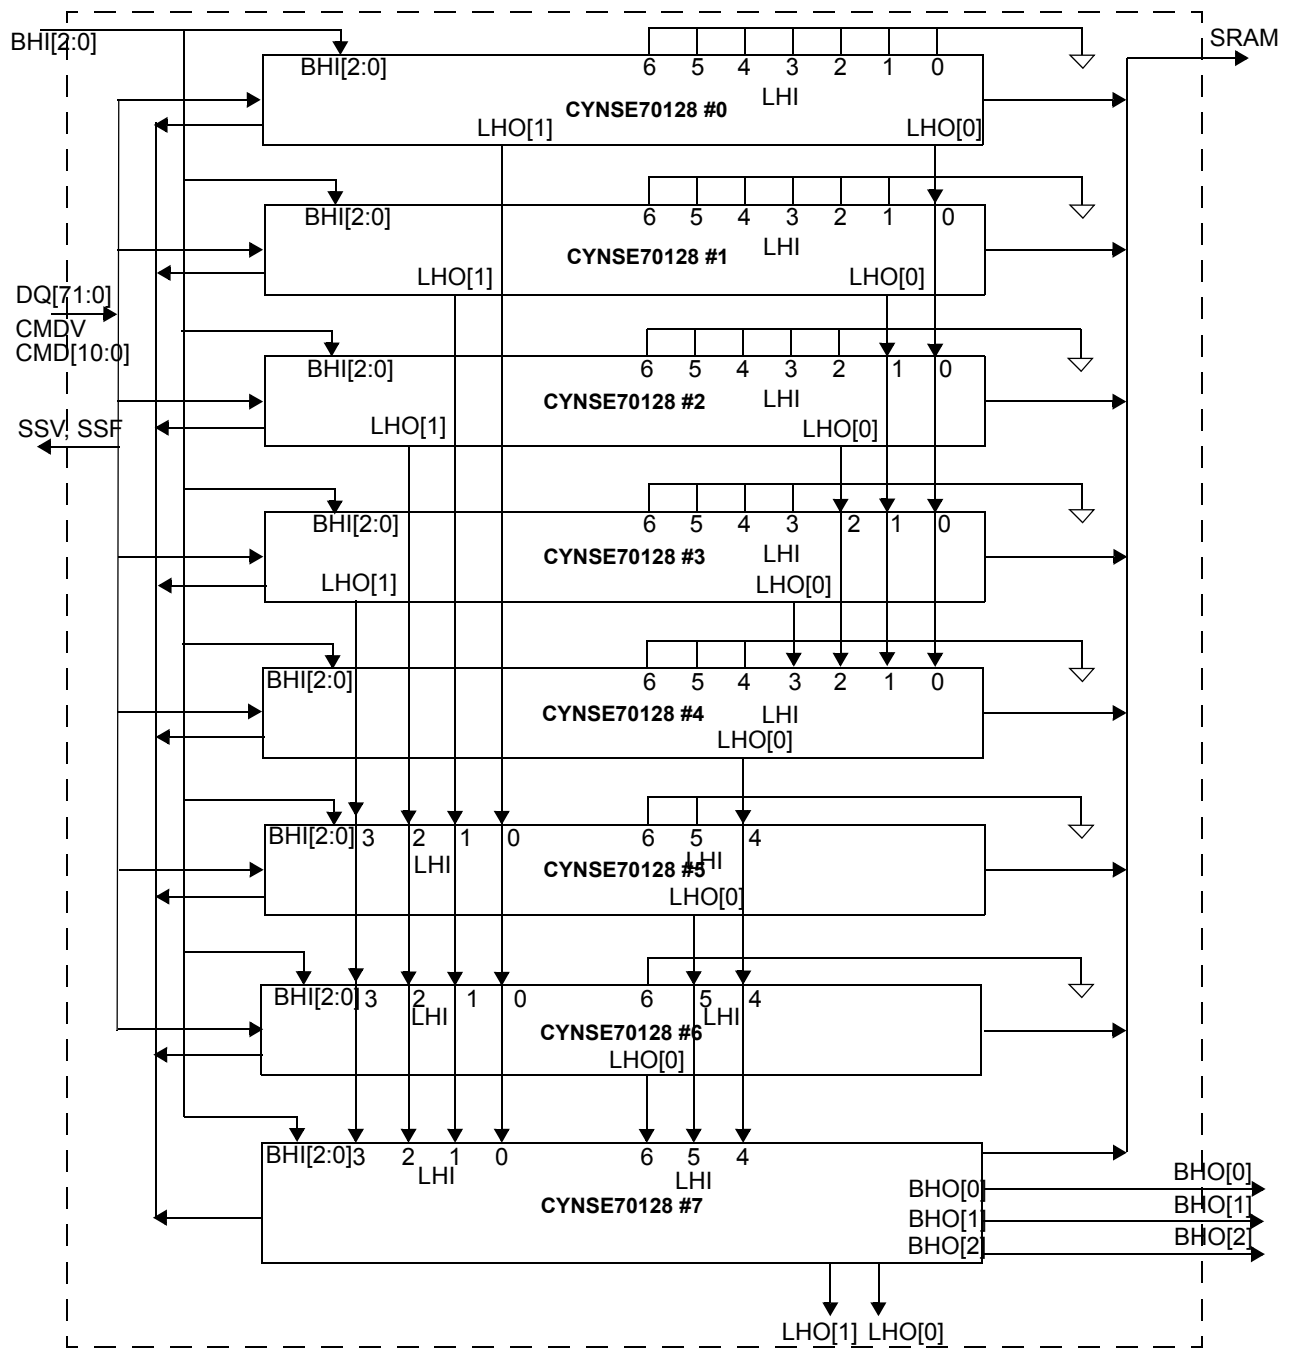 BHI[2:0]
SRAM
BHI[2:0]
6 5 4 3 2 1 0
LHI
CYNSE70128 #0
LHO[1]
LHO[0]
BHI[2:0]
6 5 4 3 2 1 0
LHI
CYNSE70128 #1
LHO[1]
LHO[0]
DQ[71:0]
CMDV
CMD[10:0]
BHI[2:0]
6 5 4 3 2 1 0
LHI
CYNSE70128 #2
LHO[1]
LHO[0]
SSV, SSF
BHI[2:0]
6 5 4 3 2 1 0
LHI
CYNSE70128 #3
LHO[1]
LHO[0]
BHI[2:0]
6 5 4 3 2 1 0
LHI
CYNSE70128 #4
LHO[0]
BHI[2:0] 3 2 1 0 6 5 4
LHI
LHI
CYNSE70128 #5
LHO[0]
BHI[2:0] 3 2 1 0 6 5 4
LHI
LHI
CYNSE70128 #6
LHO[0]
BHI[2:0] 3 2 1 0 6 5 4
LHI
LHI
CYNSE70128 #7
BHO[0]
BHO[0]
BHO[1]
BHO[1]
BHO[2]
BHO[2]
LHO[1] LHO[0]